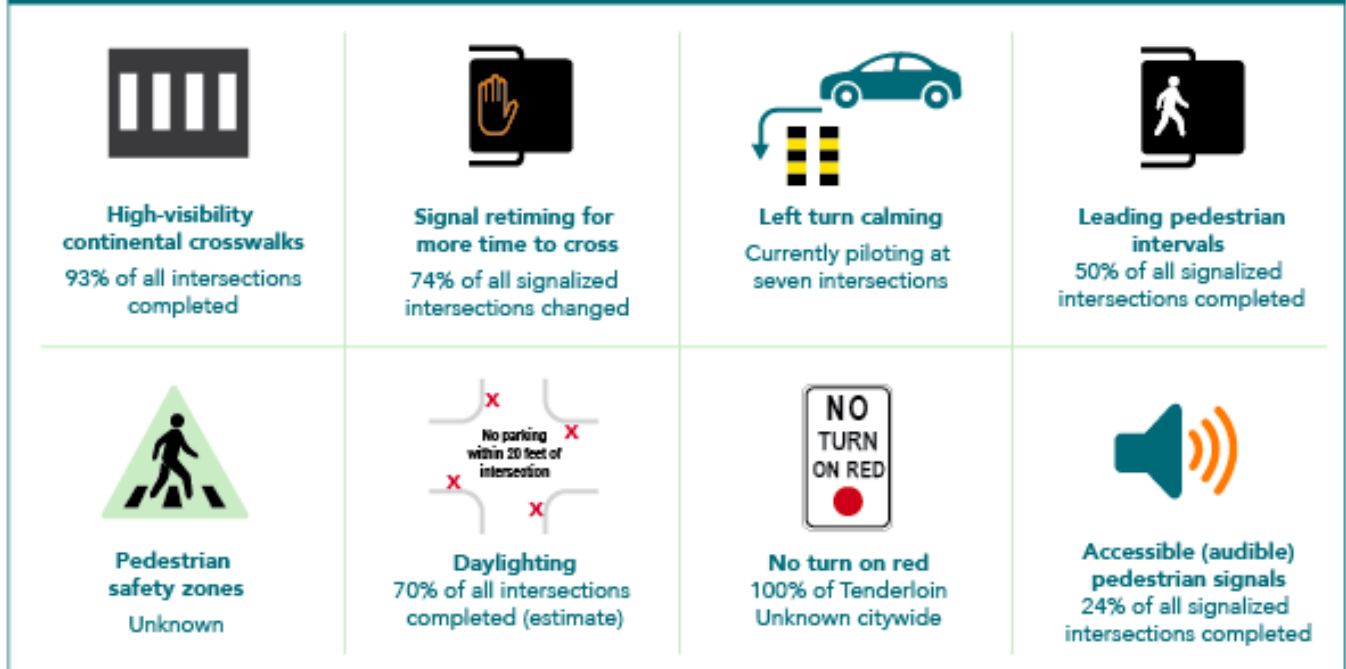 High-visibility
continental crosswalks
93% of all intersections
completed
Signal retiming for
more time to cross
74% of all signalized
intersections changed
Left turn calming
Currently piloting at
seven intersections
Leading pedestrian
intervals
50% of all signalized
intersections completed
Pedestrian
safety zones
Unknown
X
X
X
X
No parking
within 20 feet of
intersection
Daylighting
70% of all intersections
completed (estimate)
NO
TURN
ON RED
No turn on red
100% of Tenderloin
Unknown citywide
Accessible (audible)
pedestrian signals
24% of all signalized
intersections completed